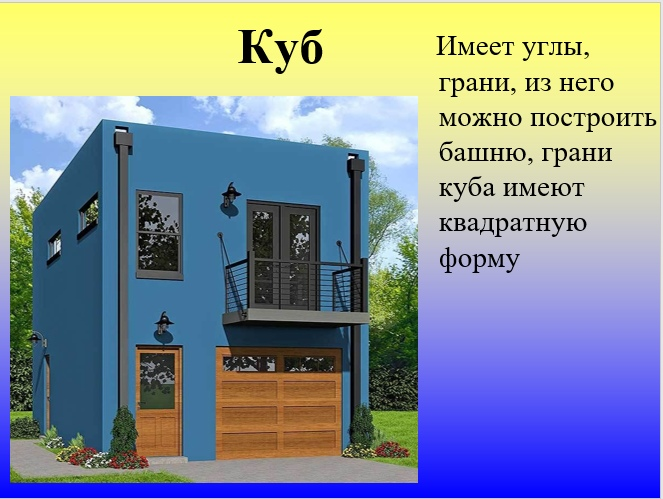 Куб
Имеет углы,
грани, из него
можно построить
башню, грани
куба имеют
квадратную
форму